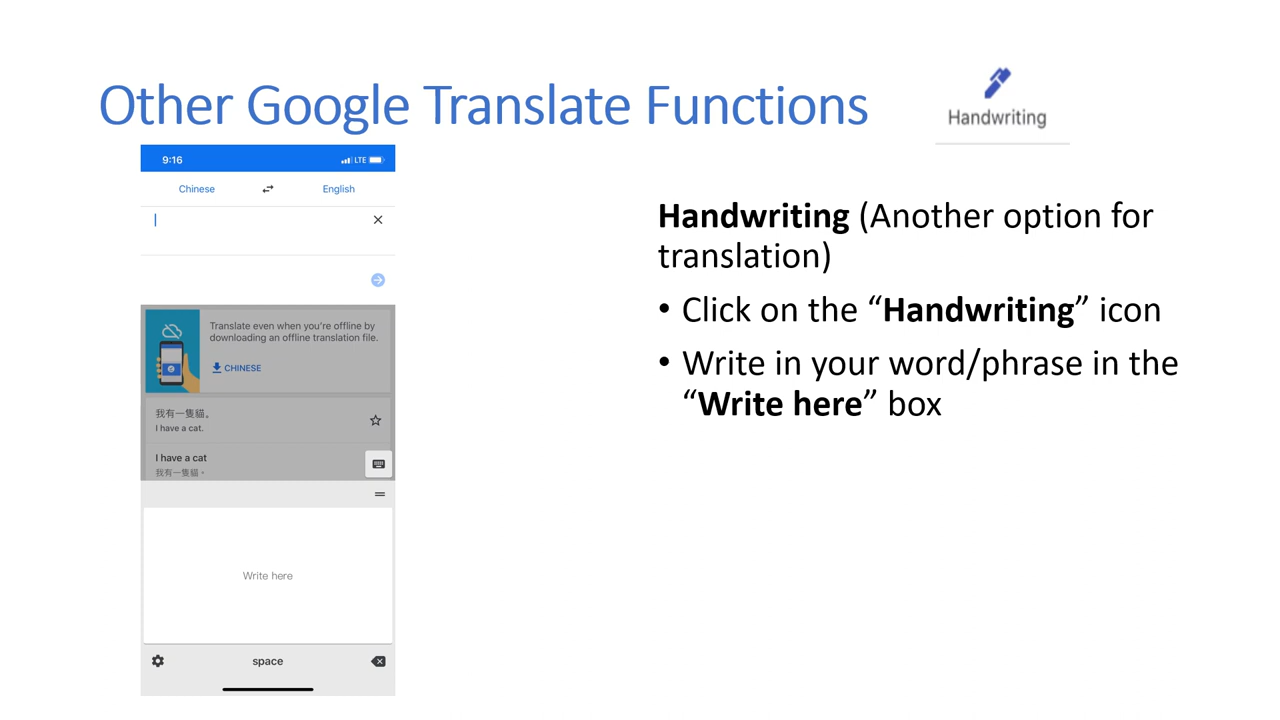 Other Google Translate Functions
Handwriting
9:16
LTE
Chinese
English
Translate even when you're offline by
downloading an offline translation file.
CHINESE
我有一隻貓。
I have a cat.
I have a cat
我有一隻貓。
Write here
space
Handwriting (Another option for
translation)
• Click on the “Handwriting” icon
• Write in your word/phrase in the
“Write here” box